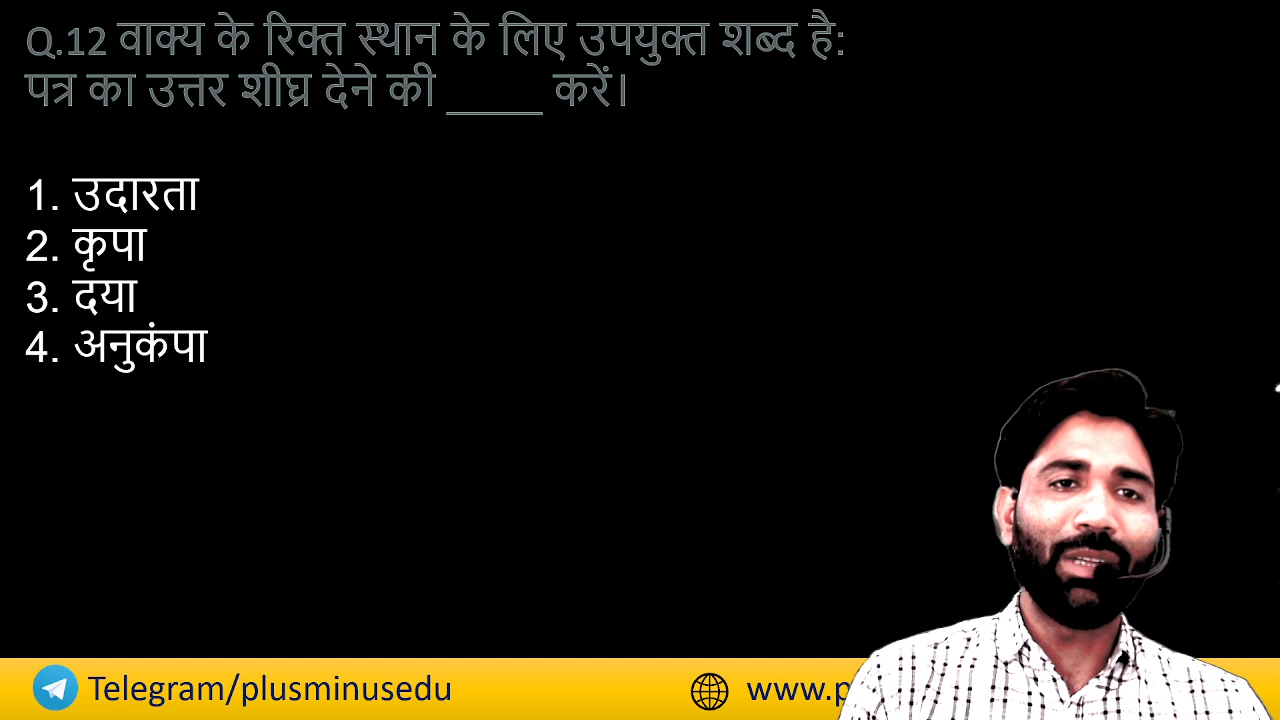 Q.12 वाक्य के रिक्त स्थान के लिए उपयुक्त शब्द है:
पत्र का उत्तर शीघ्र देने की _____ करें।
1. उदारता
2. कृपा
3. दया
4. अनुकंपा
Telegram/plusminusedu
www.p